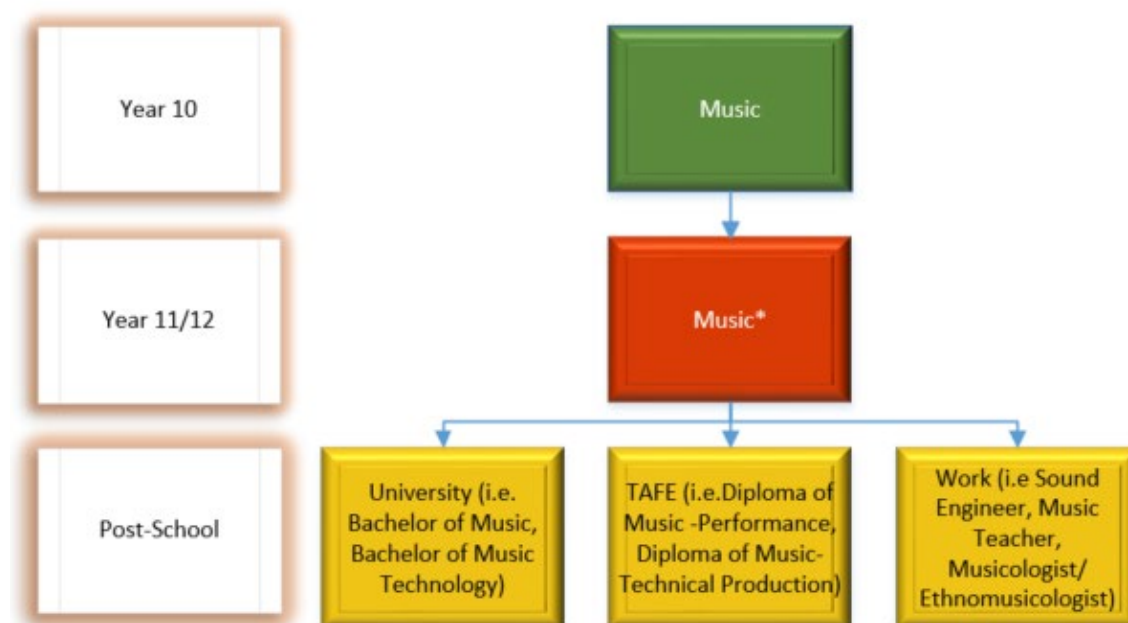 Year 10
Music
Year 11/12
Music*
Post-School
University (i.e.
Bachelor of Music,
Bachelor of Music
Technology)
TAFE (i.e.Diploma of
Music -Performance,
Diploma of Music-
Technical Production)
Work (i.e Sound
Engineer, Music
Teacher,
Musicologist/
Ethnomusicologist)